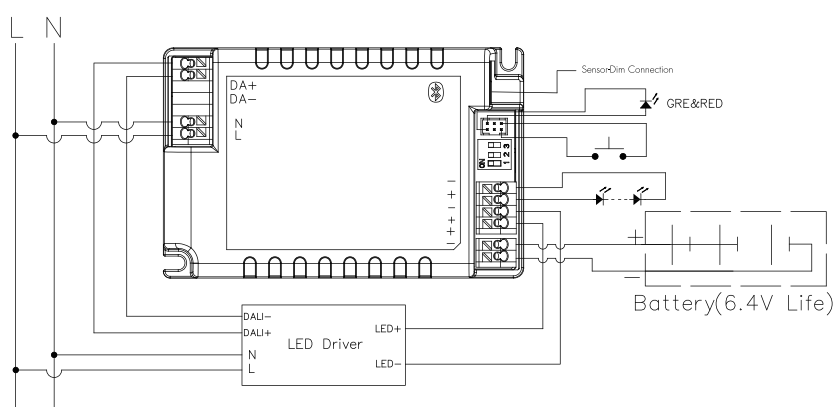 L N
Sensor-Dim Connection
DA+
DA-
GRE&RED
N
L
ON
1 2 3
- + - + + -
+
-
Battery(6.4V Life)
DALI-
DALI+
N
L
LED Driver
LED+
LED-